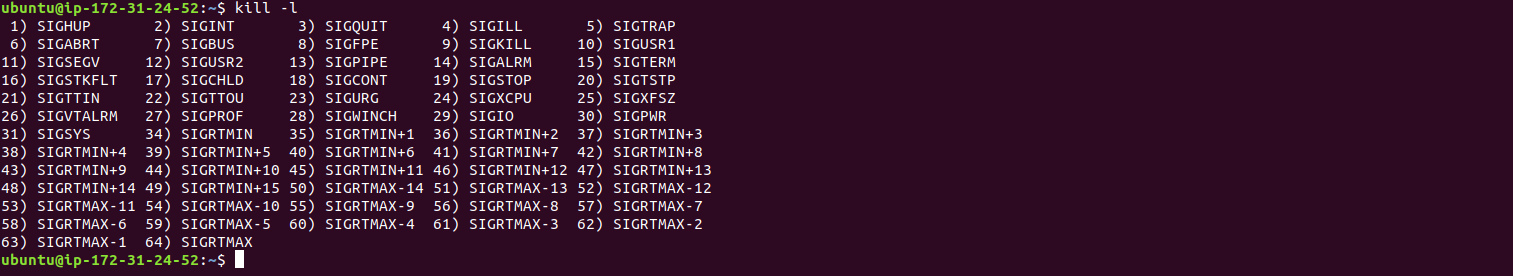 ubuntu@ip-172-31-24-52:~$ kill -l
 1) SIGHUP       2) SIGINT       3) SIGQUIT      4) SIGILL       5) SIGTRAP
 6) SIGABRT      7) SIGBUS       8) SIGFPE       9) SIGKILL     10) SIGUSR1
11) SIGSEGV     12) SIGUSR2     13) SIGPIPE     14) SIGALRM     15) SIGTERM
16) SIGSTKFLT   17) SIGCHLD     18) SIGCONT     19) SIGSTOP     20) SIGTSTP
21) SIGTTIN     22) SIGTTOU     23) SIGURG      24) SIGXCPU     25) SIGXFSZ
26) SIGVTALRM   27) SIGPROF     28) SIGWINCH    29) SIGIO       30) SIGPWR
31) SIGSYS      34) SIGRTMIN    35) SIGRTMIN+1  36) SIGRTMIN+2  37) SIGRTMIN+3
38) SIGRTMIN+4  39) SIGRTMIN+5  40) SIGRTMIN+6  41) SIGRTMIN+7  42) SIGRTMIN+8
43) SIGRTMIN+9  44) SIGRTMIN+10 45) SIGRTMIN+11 46) SIGRTMIN+12 47) SIGRTMIN+13
48) SIGRTMIN+14 49) SIGRTMIN+15 50) SIGRTMAX-14 51) SIGRTMAX-13 52) SIGRTMAX-12
53) SIGRTMAX-11 54) SIGRTMAX-10 55) SIGRTMAX-9  56) SIGRTMAX-8  57) SIGRTMAX-7
58) SIGRTMAX-6  59) SIGRTMAX-5  60) SIGRTMAX-4  61) SIGRTMAX-3  62) SIGRTMAX-2
63) SIGRTMAX-1  64) SIGRTMAX
ubuntu@ip-172-31-24-52:~$